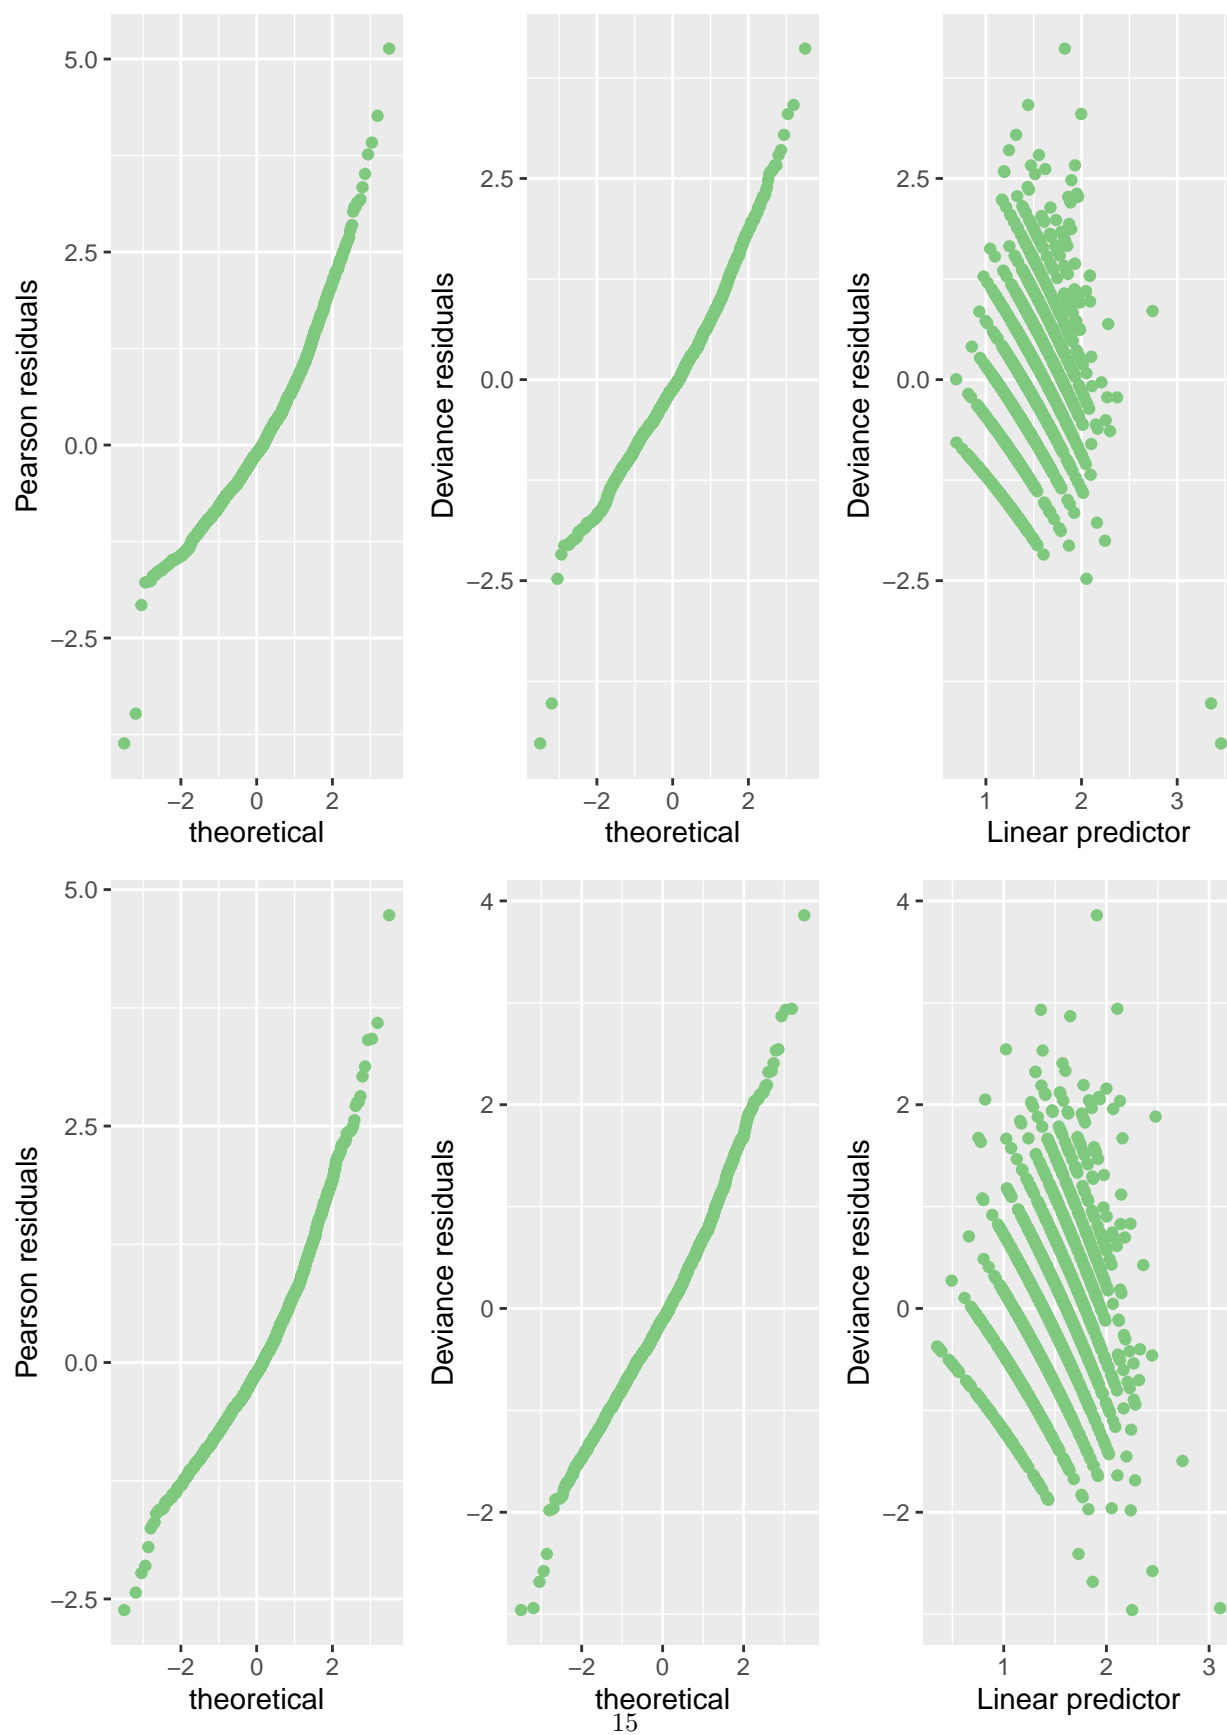 Pearson residuals
5.0
2.5
0.0
−2.5
−2 0 2
theoretical
Deviance residuals
2.5
0.0
−2.5
−2 0 2
theoretical
Deviance residuals
2.5
0.0
−2.5
1 2 3
Linear predictor
Pearson residuals
5.0
2.5
0.0
−2.5
−2 0 2
theoretical
Deviance residuals
4
2
0
−2
−2 0 2
theoretical
Deviance residuals
4
2
0
−2
1 2 3
Linear predictor
15